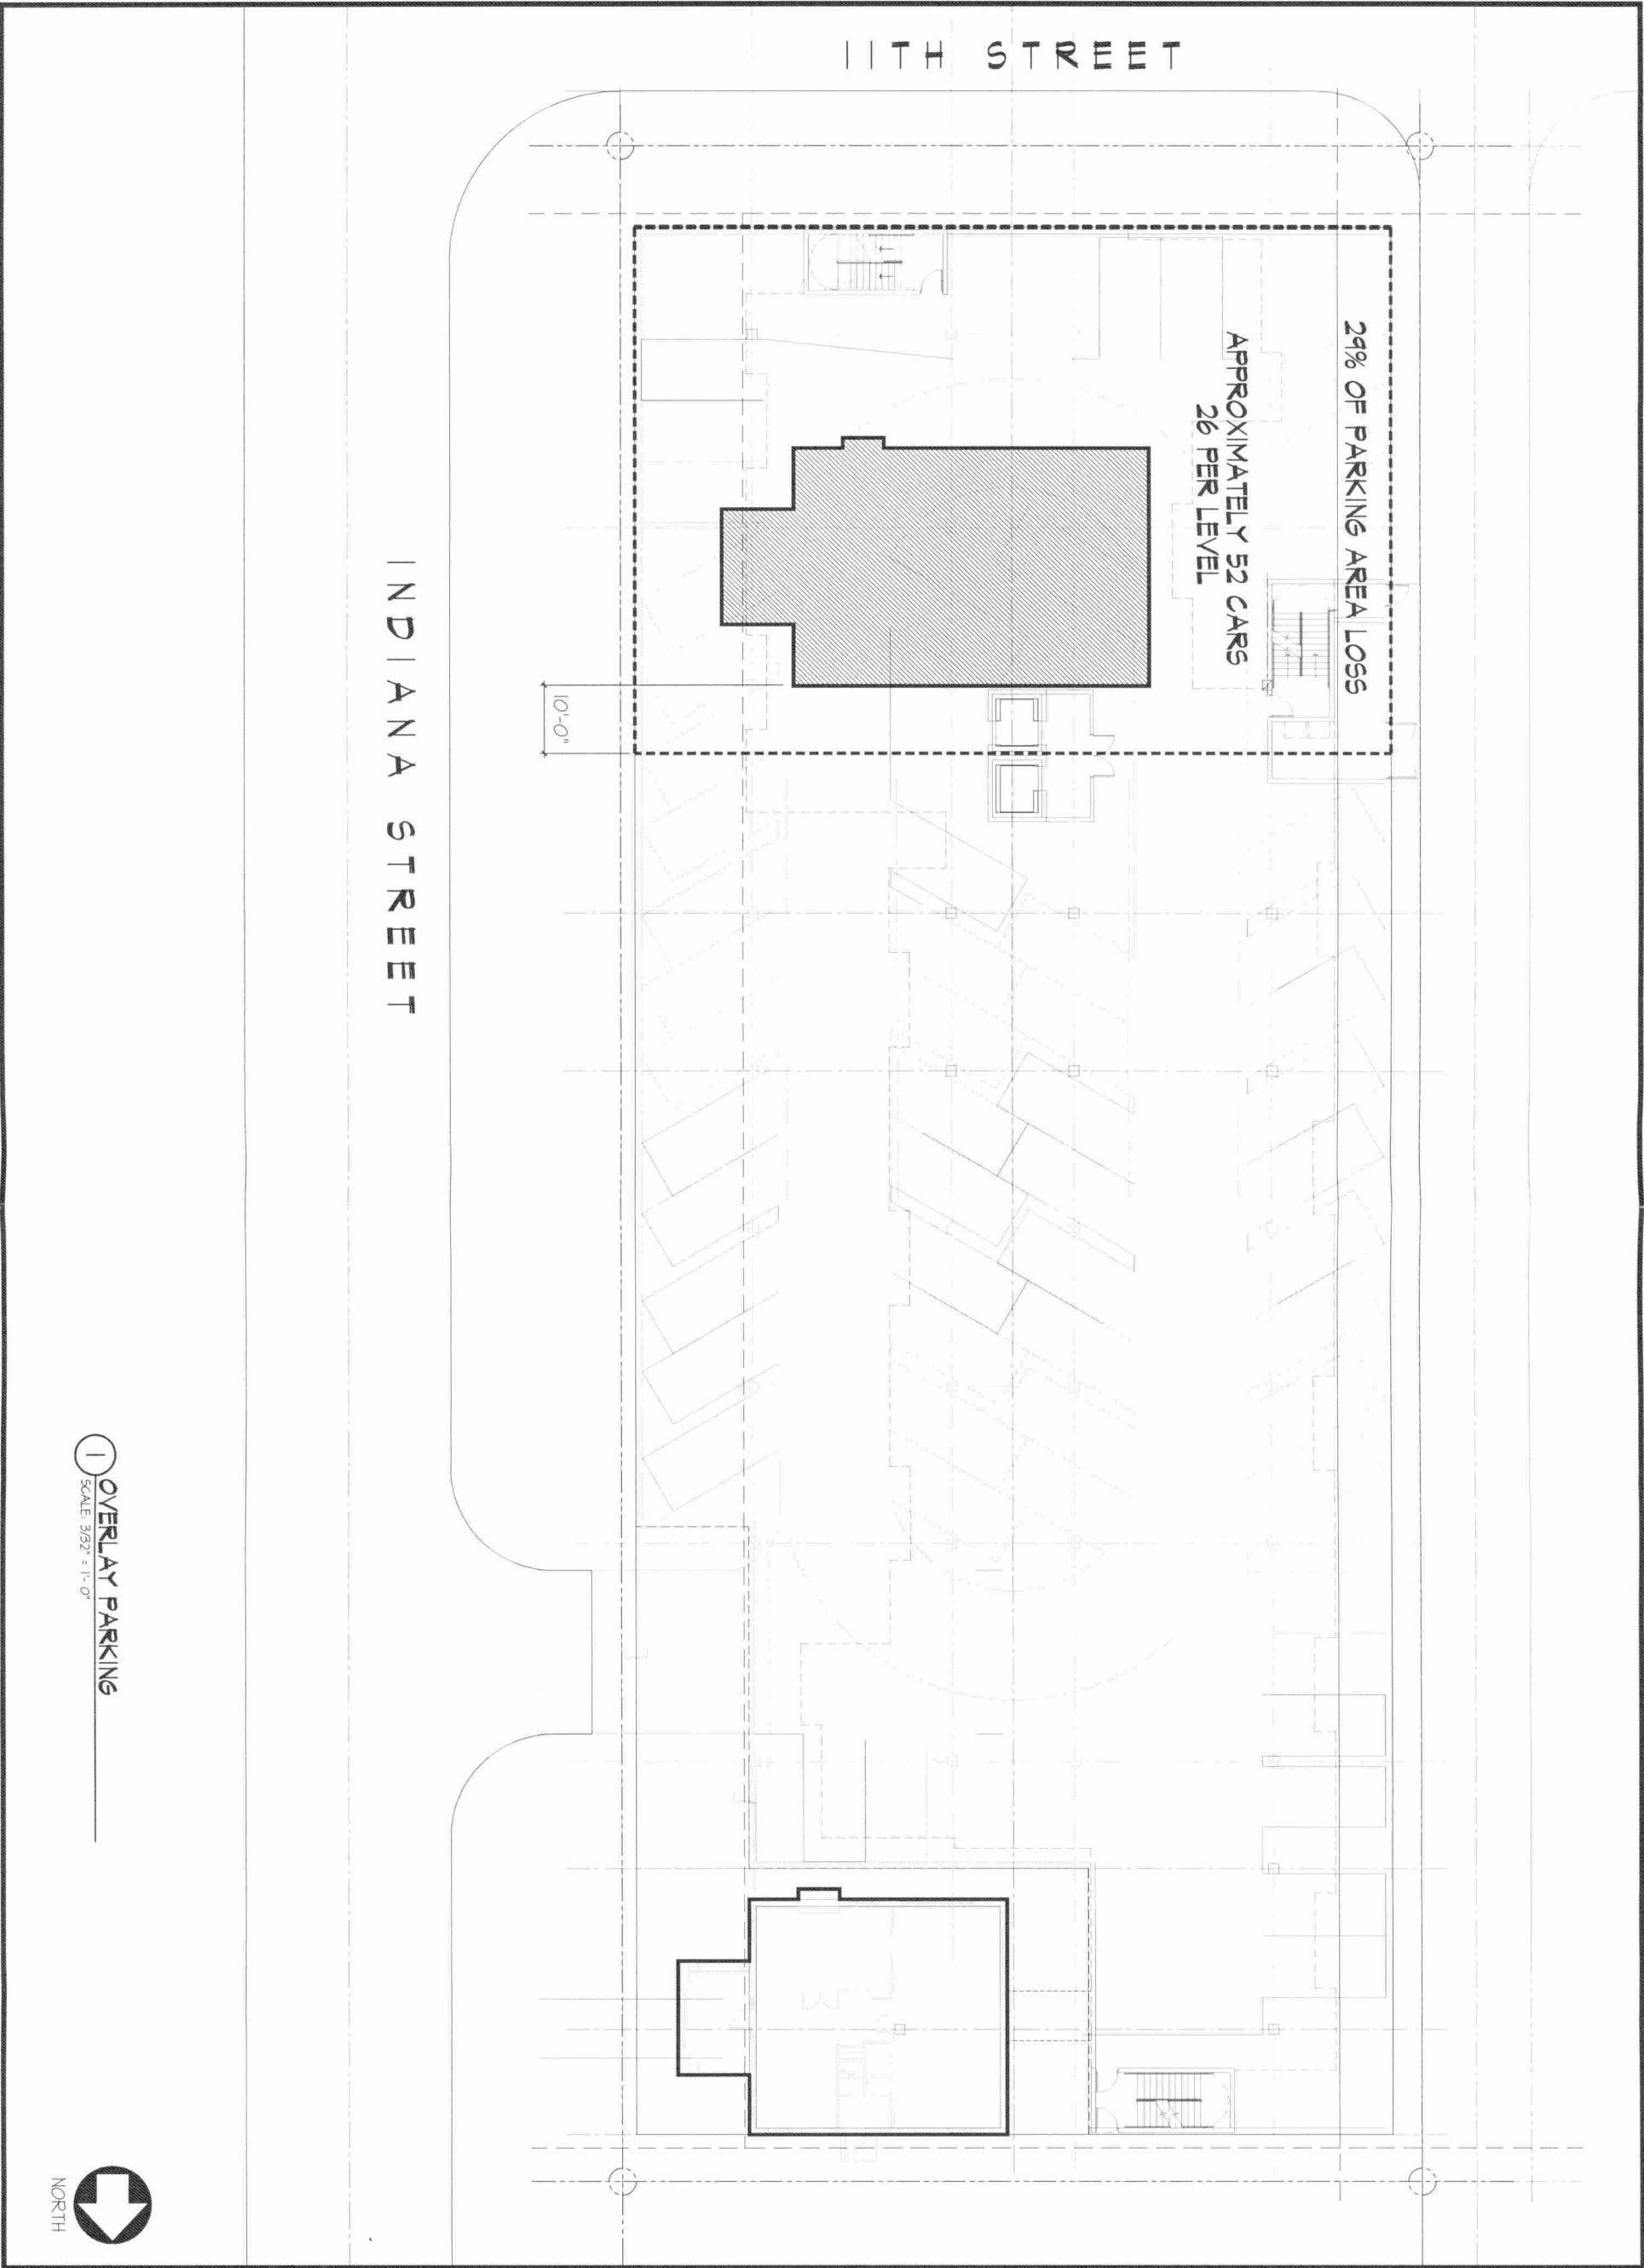 11TH STREET
29% OF PARKING AREA LOSS
APPROXIMATELY 52 CARS
26 PER LEVEL
10'-0"
INDIANA STREET
1
OVERLAY PARKING
SCALE: 3/32" = 1'-0"
NORTH